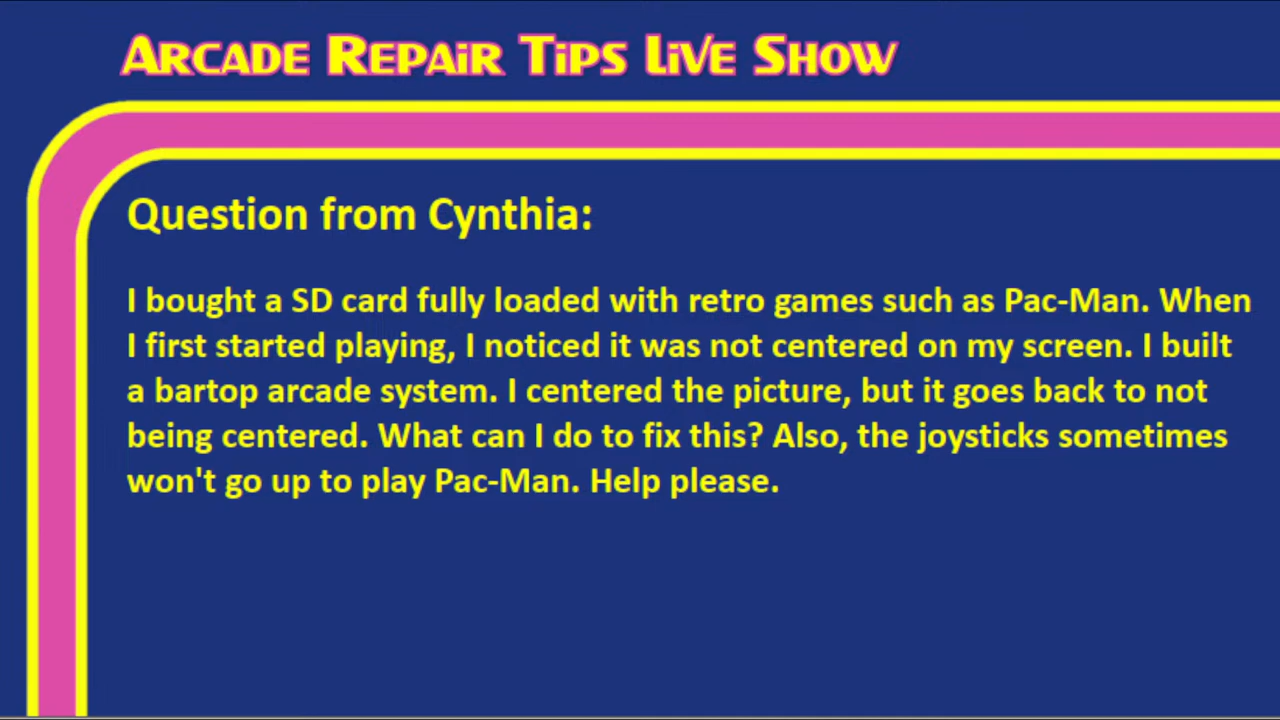 Arcade Repair Tips Live Show
Question from Cynthia:
I bought a SD card fully loaded with retro games such as Pac-Man. When
I first started playing, I noticed it was not centered on my screen. I built
a bartop arcade system. I centered the picture, but it goes back to not
being centered. What can I do to fix this? Also, the joysticks sometimes
won't go up to play Pac-Man. Help please.